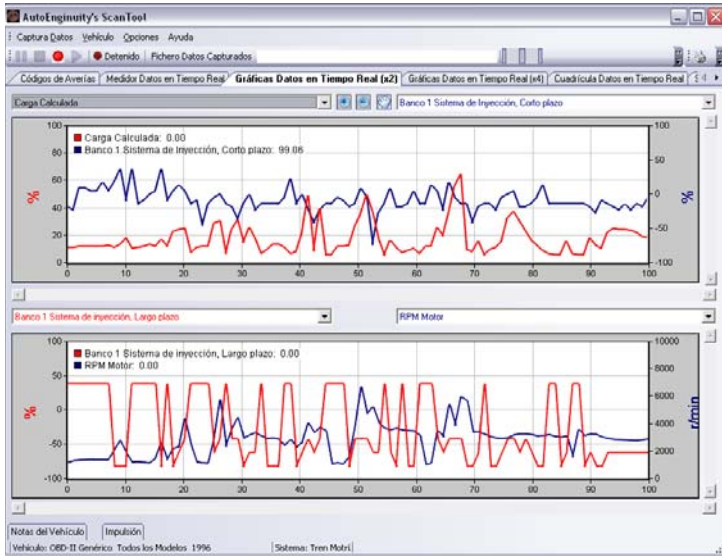 AutoEnginuity's ScanTool
Captura Datos Vehículo Opciones Ayuda
Detenido Fichero Datos Capturados
Códigos de Averías Medidor Datos en Tiempo Real Gráficas Datos en Tiempo Real (x2) Gráficas Datos en Tiempo Real (x4) Cuadrícula Datos en Tiempo Real
Carga Calculada Banco 1 Sistema de Inyección, Corto plazo
100 80 60 40 20 0
%
Carga Calculada: 0.00
Banco 1 Sistema de Inyección, Corto plazo: 99.06
100 50 0 -50 -100
%
0 10 20 30 40 50 60 70 80 90 100
Banco 1 Sistema de inyección, Largo plazo RPM Motor
100 50 0 -50 -100
%
Banco 1 Sistema de inyección, Largo plazo: 0.00
RPM Motor: 0.00
10000 8000 6000 4000 2000 0
r/min
0 10 20 30 40 50 60 70 80 90 100
Notas del Vehículo Impulsión
Vehículo: OBD-II Genérico Todos los Modelos 1996 Sistema: Tren Motri